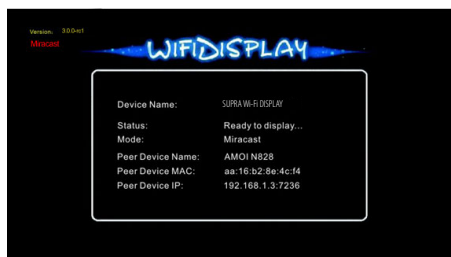 Version: 3.0.0-rc1
Miracast
WIFIDISPLAY
Device Name: SUPRA Wi-Fi DISPLAY
Status: Ready to display...
Mode: Miracast
Peer Device Name: AMOI N828
Peer Device MAC: aa:16:b2:8e:4c:f4
Peer Device IP: 192.168.1.3:7236